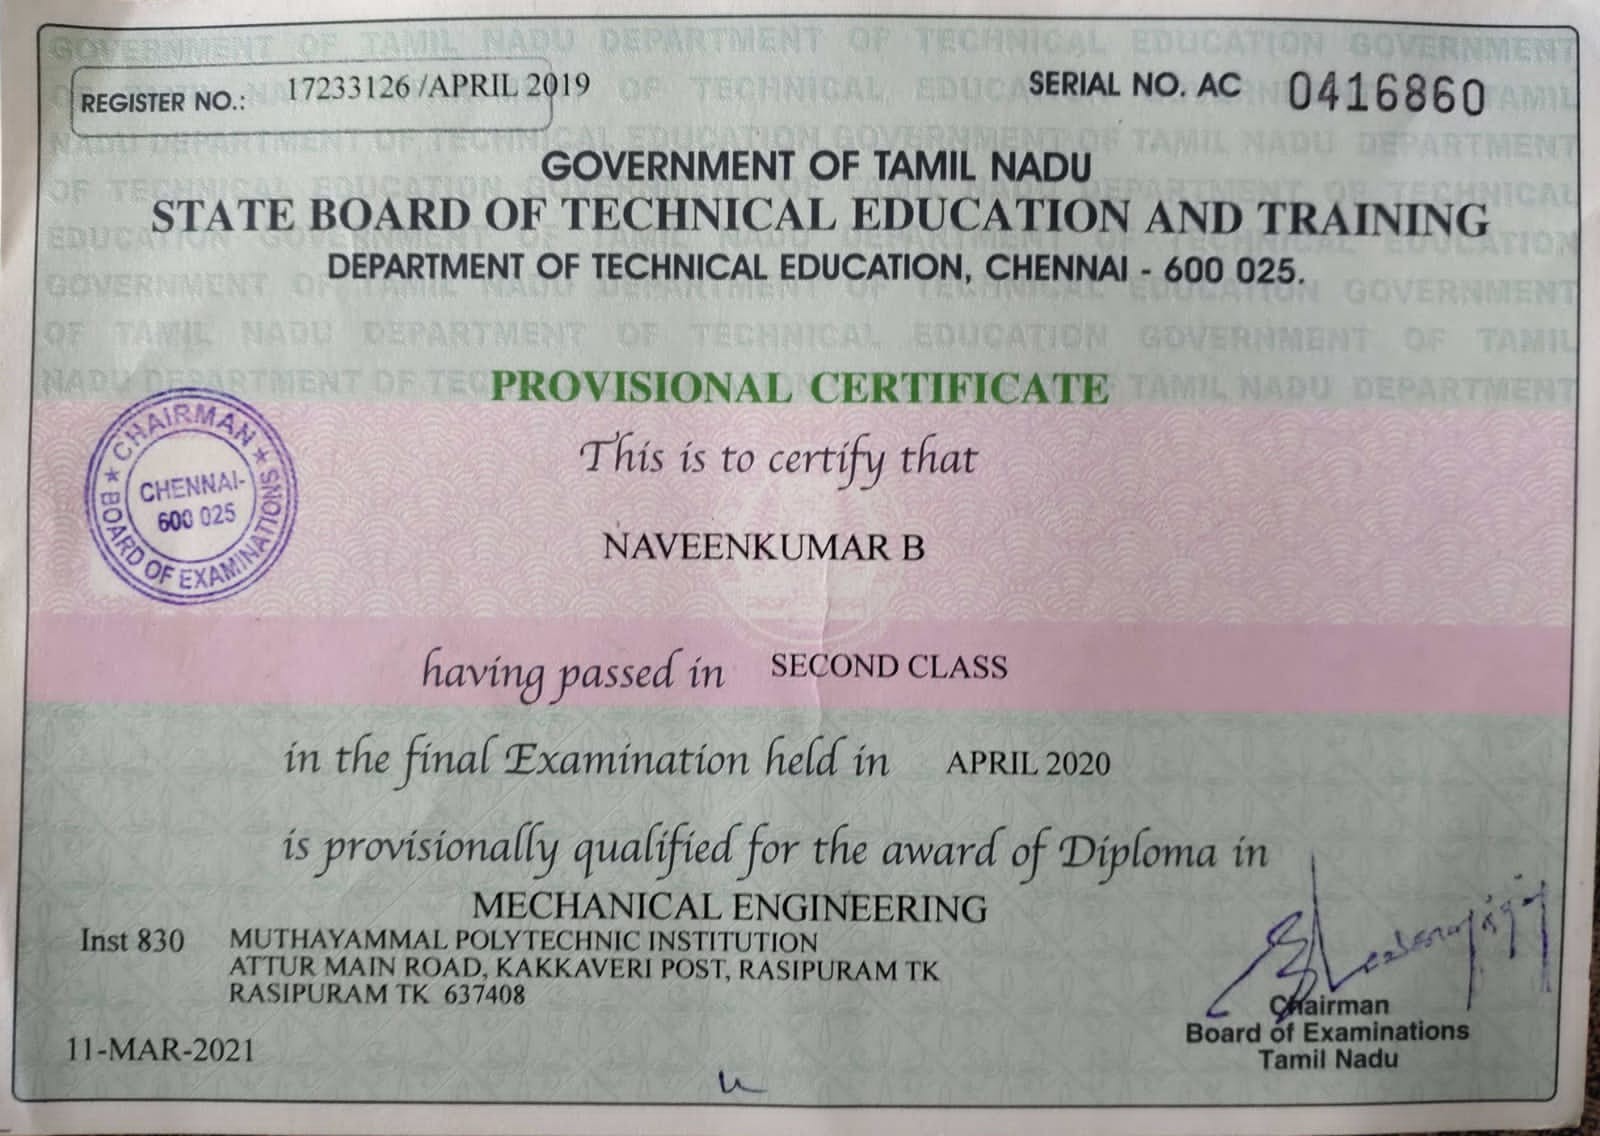 REGISTER NO.: 17233126 /APRIL 2019
SERIAL NO. AC 0416860
GOVERNMENT OF TAMIL NADU
STATE BOARD OF TECHNICAL EDUCATION AND TRAINING
DEPARTMENT OF TECHNICAL EDUCATION, CHENNAI - 600 025.
PROVISIONAL CERTIFICATE
CHAIRMAN
BOARD OF EXAMINATIONS
CHENNAI-
600 025
This is to certify that
NAVEENKUMAR B
having passed in SECOND CLASS
in the final Examination held in APRIL 2020
is provisionally qualified for the award of Diploma in
MECHANICAL ENGINEERING
Inst 830 MUTHAYAMMAL POLYTECHNIC INSTITUTION
ATTUR MAIN ROAD, KAKKAVERI POST, RASIPURAM TK
RASIPURAM TK 637408
11-MAR-2021
Chairman
Board of Examinations
Tamil Nadu